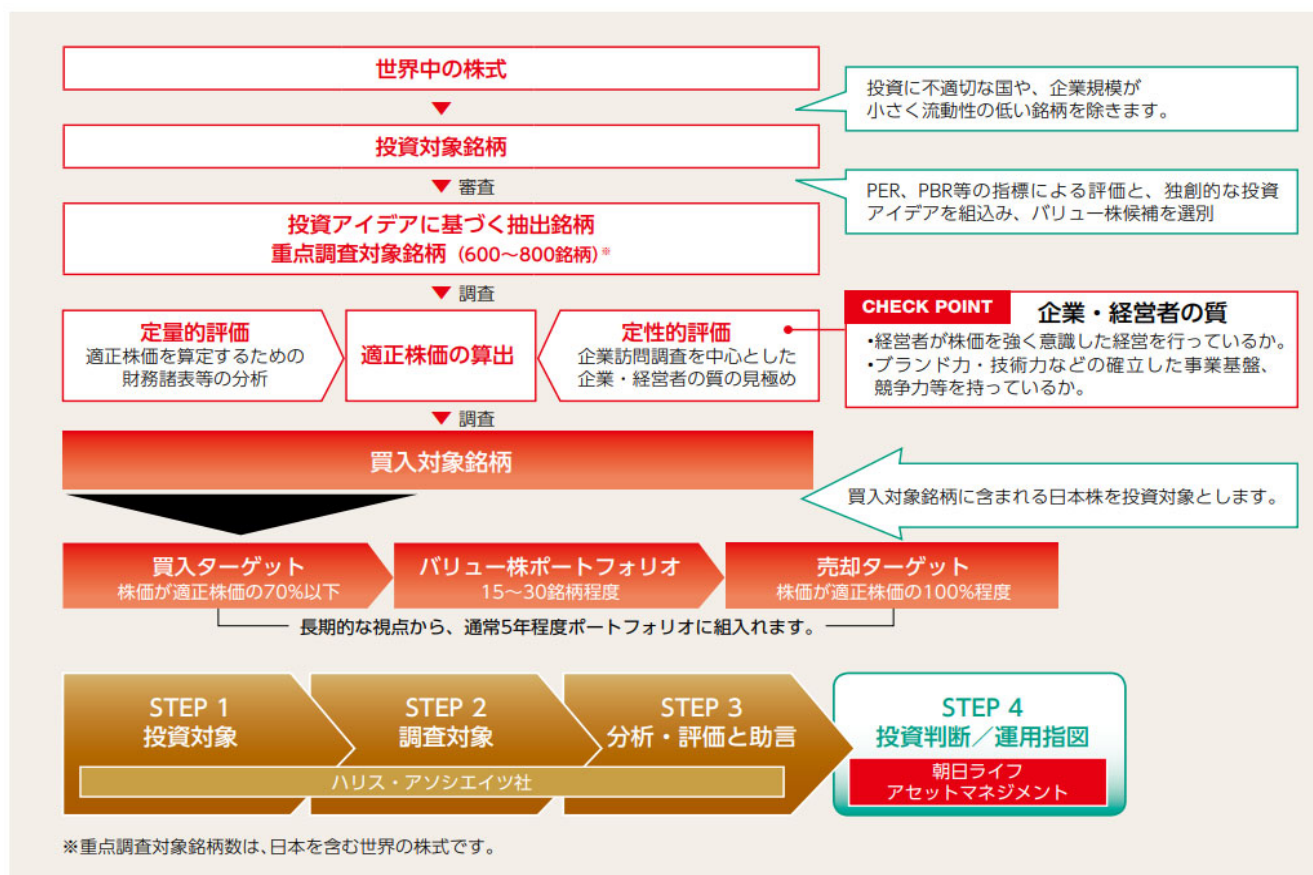 世界中の株式
▼
投資に不適切な国や、企業規模が
小さく流動性の低い銘柄を除きます。
投資対象銘柄
▼ 審査
PER、PBR等の指標による評価と、独創的な投資
アイデアを組込み、バリュー株候補を選別
投資アイデアに基づく抽出銘柄
重点調査対象銘柄（600～800銘柄）※
▼ 調査
定量的評価
適正株価を算定するための
財務諸表等の分析
適正株価の算出
定性的評価
企業訪問調査を中心とした
企業・経営者の質の見極め
CHECK POINT 企業・経営者の質
・経営者が株価を強く意識した経営を行っているか。
・ブランド力・技術力などの確立した事業基盤、
競争力等を持っているか。
▼ 調査
買入対象銘柄
買入対象銘柄に含まれる日本株を投資対象とします。
買入ターゲット
株価が適正株価の70%以下
バリュー株ポートフォリオ
15～30銘柄程度
売却ターゲット
株価が適正株価の100%程度
長期的な視点から、通常5年程度ポートフォリオに組入れます。
STEP 1
投資対象
STEP 2
調査対象
STEP 3
分析・評価と助言
ハリス・アソシエイツ社
STEP 4
投資判断／運用指図
朝日ライフ
アセットマネジメント
※重点調査対象銘柄数は、日本を含む世界の株式です。